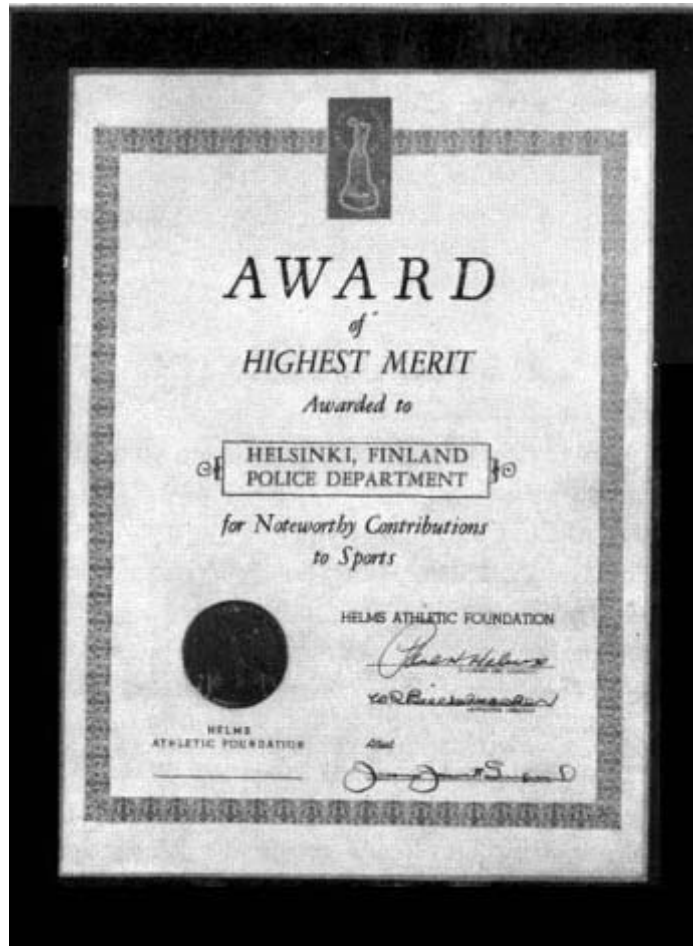 AWARD
of
HIGHEST MERIT
Awarded to
HELSINKI, FINLAND
POLICE DEPARTMENT
for Noteworthy Contributions
to Sports
HELMS ATHLETIC FOUNDATION
HELMS
ATHLETIC FOUNDATION
Attest